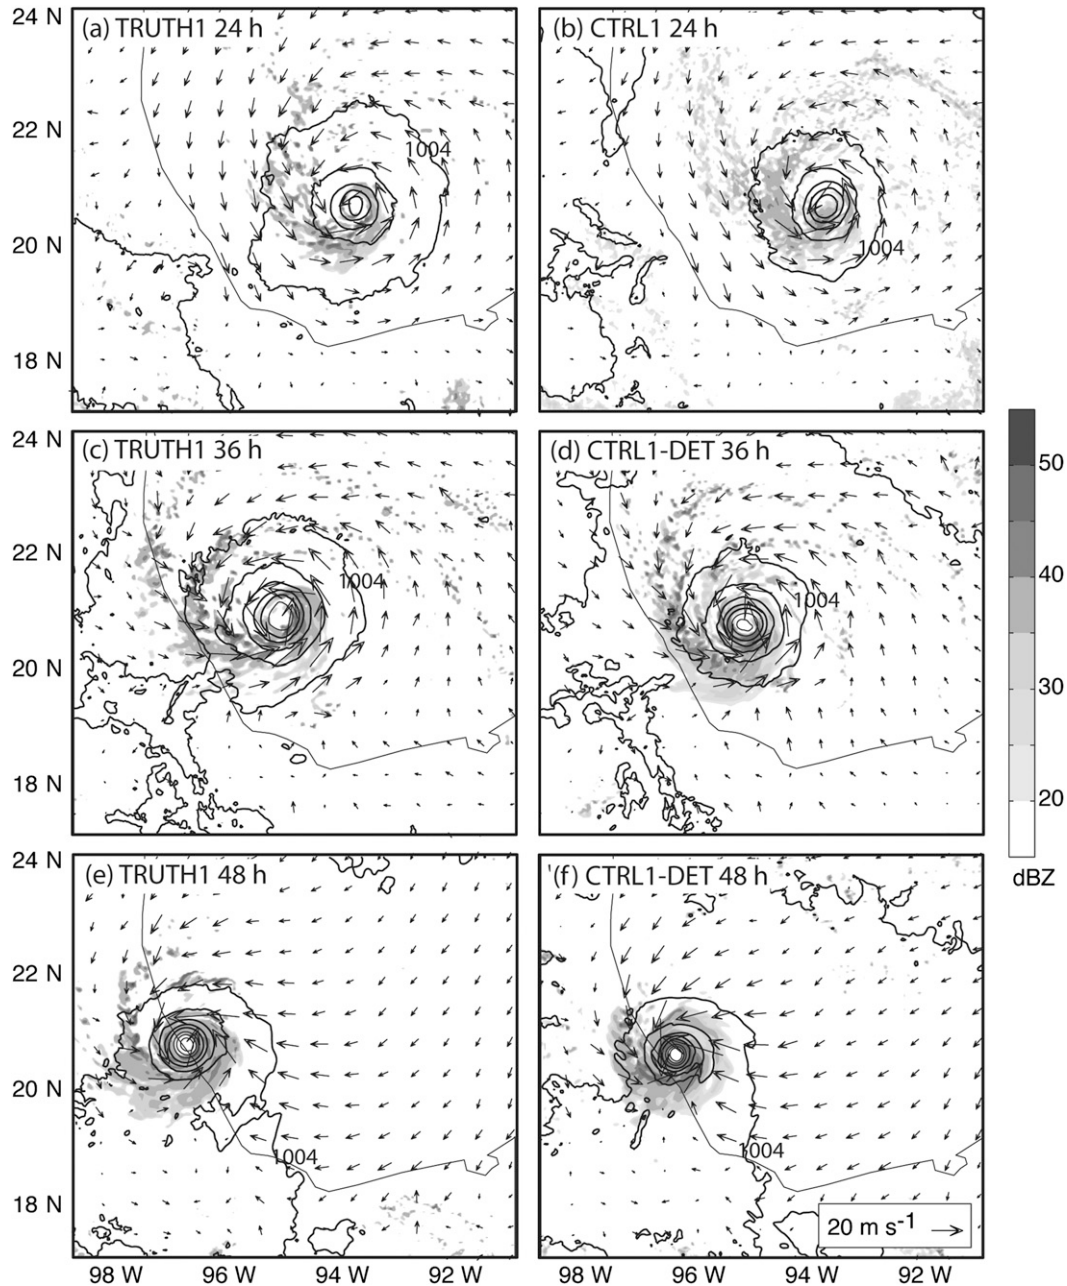 24 N
(a) TRUTH1 24 h
(b) CTRL1 24 h
22 N
1004
20 N
1004
18 N
24 N
(c) TRUTH1 36 h
(d) CTRL1-DET 36 h
50
22 N
1004
1004
40
20 N
30
18 N
20
24 N
(e) TRUTH1 48 h
(f) CTRL1-DET 48 h
dBZ
22 N
20 N
1004
1004
18 N
20 m s-1
98 W 96 W 94 W 92 W
98 W 96 W 94 W 92 W